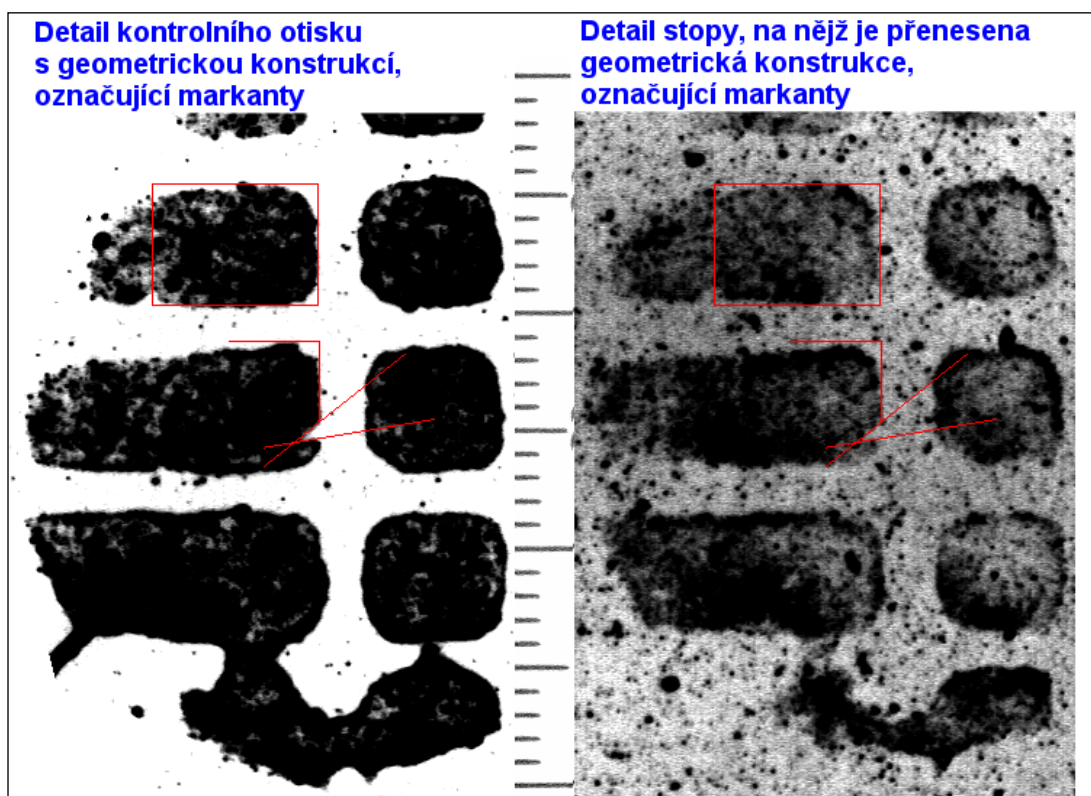 Detail kontrolního otisku
s geometrickou konstrukcí,
označující markanty
Detail stopy, na nějž je přenesena
geometrická konstrukce,
označující markanty